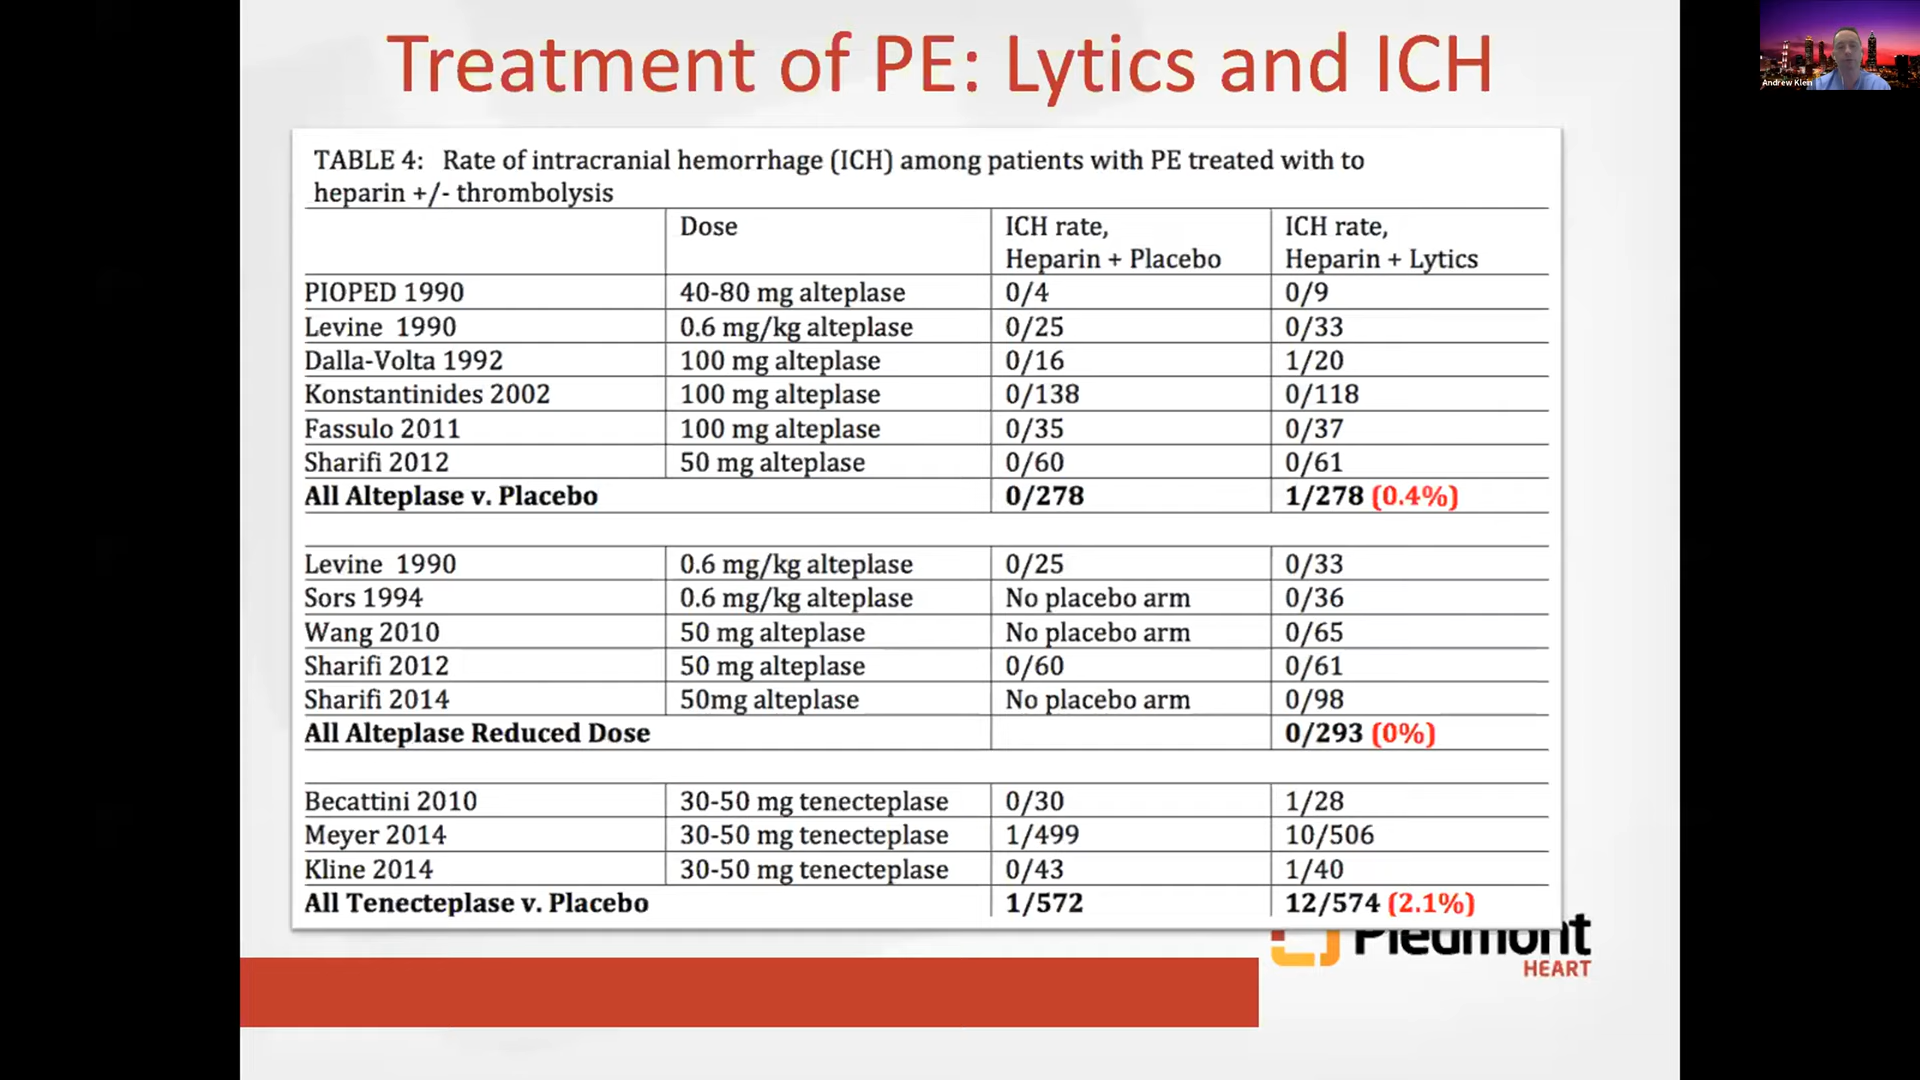 Treatment of PE: Lytics and ICH
Andrew Klein
TABLE 4: Rate of intracranial hemorrhage (ICH) among patients with PE treated with to
heparin +/- thrombolysis
Dose ICH rate, ICH rate,
Heparin + Placebo Heparin + Lytics
PIOPED 1990 40-80 mg alteplase 0/4 0/9
Levine 1990 0.6 mg/kg alteplase 0/25 0/33
Dalla-Volta 1992 100 mg alteplase 0/16 1/20
Konstantinides 2002 100 mg alteplase 0/138 0/118
Fassulo 2011 100 mg alteplase 0/35 0/37
Sharifi 2012 50 mg alteplase 0/60 0/61
All Alteplase v. Placebo 0/278 1/278 (0.4%)
Levine 1990 0.6 mg/kg alteplase 0/25 0/33
Sors 1994 0.6 mg/kg alteplase No placebo arm 0/36
Wang 2010 50 mg alteplase No placebo arm 0/65
Sharifi 2012 50 mg alteplase 0/60 0/61
Sharifi 2014 50mg alteplase No placebo arm 0/98
All Alteplase Reduced Dose 0/293 (0%)
Becattini 2010 30-50 mg tenecteplase 0/30 1/28
Meyer 2014 30-50 mg tenecteplase 1/499 10/506
Kline 2014 30-50 mg tenecteplase 0/43 1/40
All Tenecteplase v. Placebo 1/572 12/574 (2.1%)
Piedmont
HEART